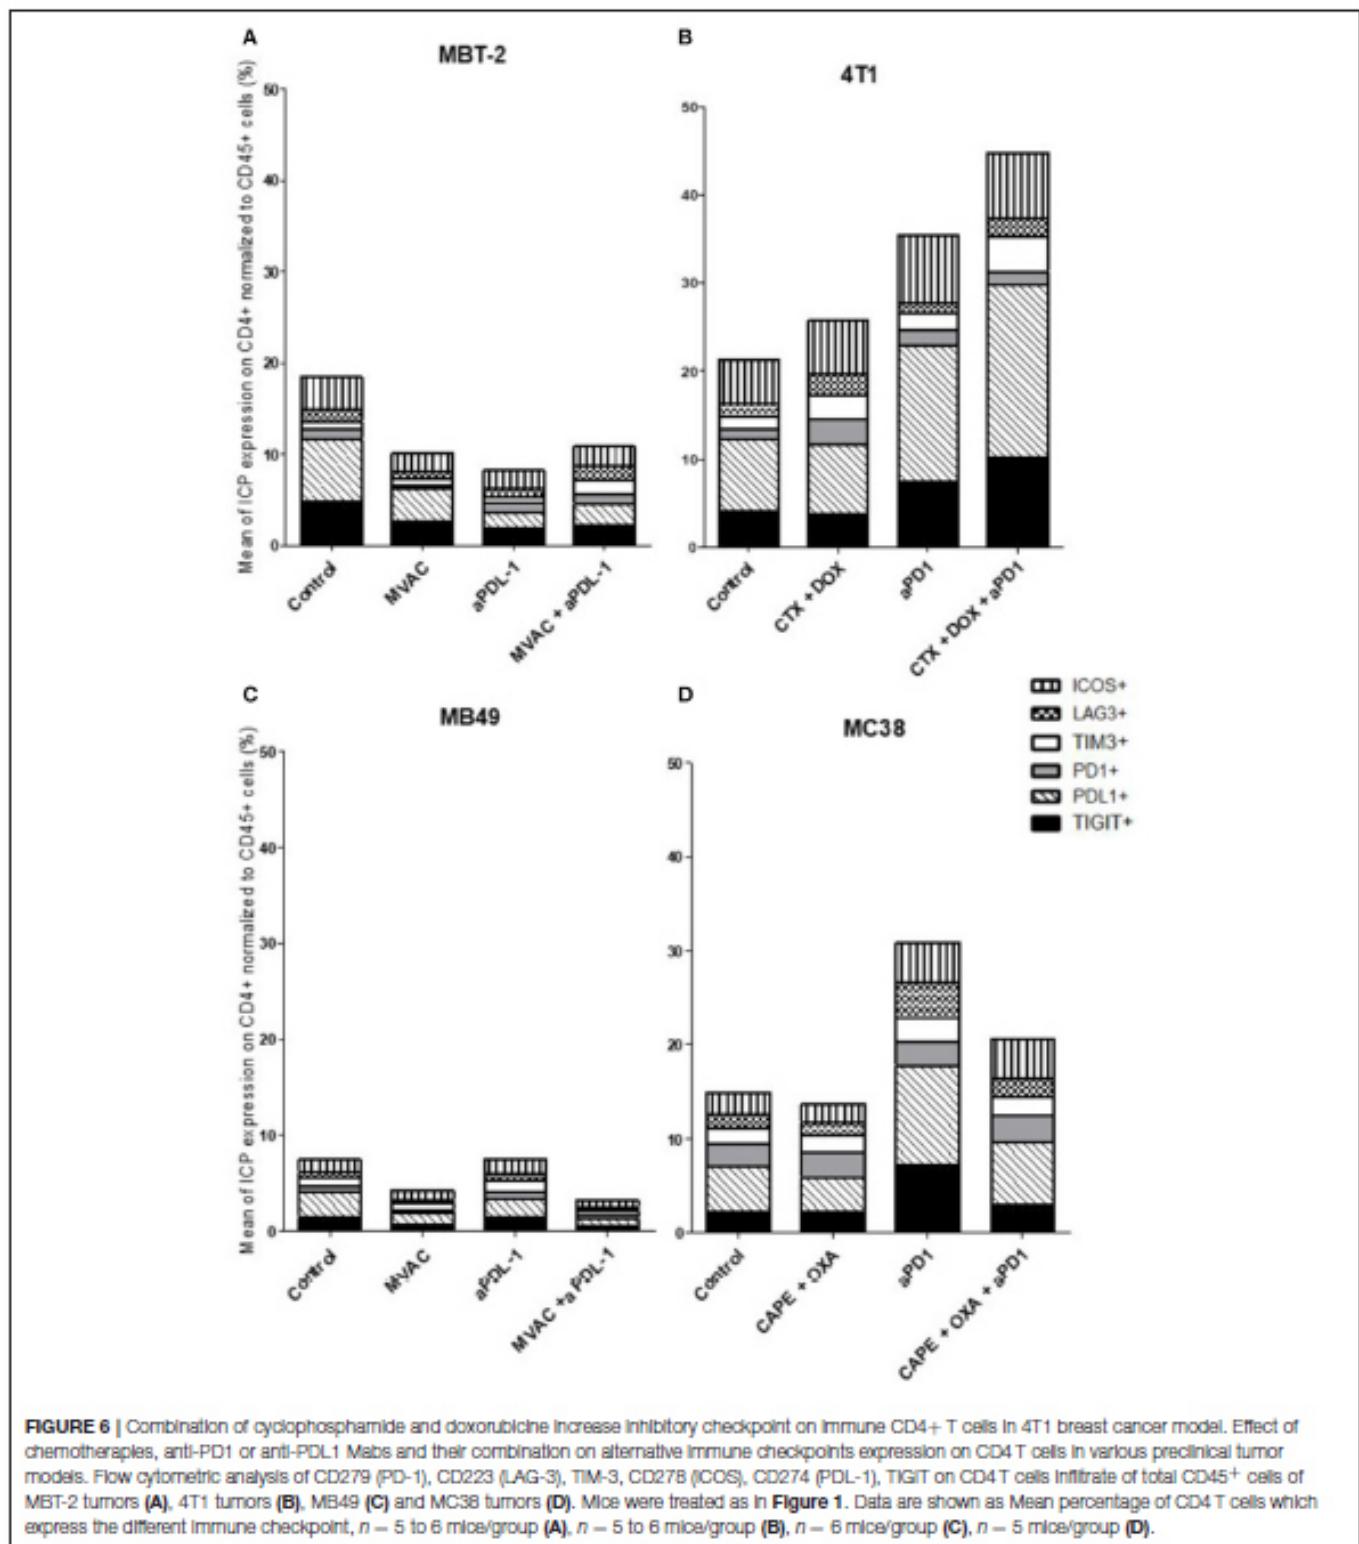 A
MBT-2
Mean of ICP expression on CD4+ normalized to CD45+ cells (%)
50
40
30
20
10
0
Control
MVAC
aPDL-1
MVAC + aPDL-1
B
4T1
50
40
30
20
10
0
Control
CTX + DOX
aPD1
CTX + DOX + aPD1
C
MB49
Mean of ICP expression on CD4+ normalized to CD45+ cells (%)
50
40
30
20
10
0
Control
MVAC
aPDL-1
MVAC +a PDL-1
D
MC38
50
40
30
20
10
0
Control
CAPE + OXA
aPD1
CAPE + OXA + aPD1
ICOS+
LAG3+
TIM3+
PD1+
PDL1+
TIGIT+
FIGURE 6 | Combination of cyclophosphamide and doxorubicine increase inhibitory checkpoint on immune CD4+ T cells in 4T1 breast cancer model. Effect of
chemotherapies, anti-PD1 or anti-PDL1 Mabs and their combination on alternative immune checkpoints expression on CD4 T cells in various preclinical tumor
models. Flow cytometric analysis of CD279 (PD-1), CD223 (LAG-3), TIM-3, CD278 (ICOS), CD274 (PDL-1), TIGIT on CD4 T cells infiltrate of total CD45⁺ cells of
MBT-2 tumors (A), 4T1 tumors (B), MB49 (C) and MC38 tumors (D). Mice were treated as in Figure 1. Data are shown as Mean percentage of CD4 T cells which
express the different immune checkpoint, n = 5 to 6 mice/group (A), n = 5 to 6 mice/group (B), n = 6 mice/group (C), n = 5 mice/group (D).